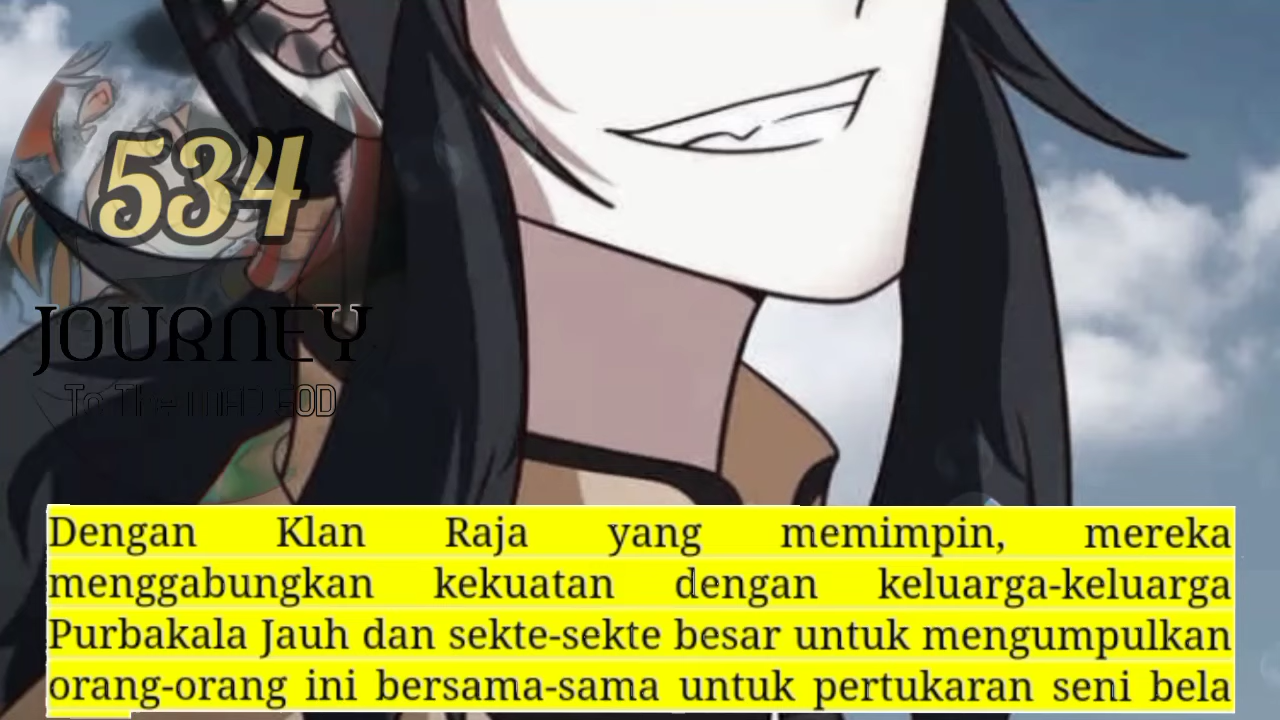 534
JOURNEY
Dengan Klan Raja yang memimpin, mereka
menggabungkan kekuatan dengan keluarga-keluarga
Purbakala Jauh dan sekte-sekte besar untuk mengumpulkan
orang-orang ini bersama-sama untuk pertukaran seni bela